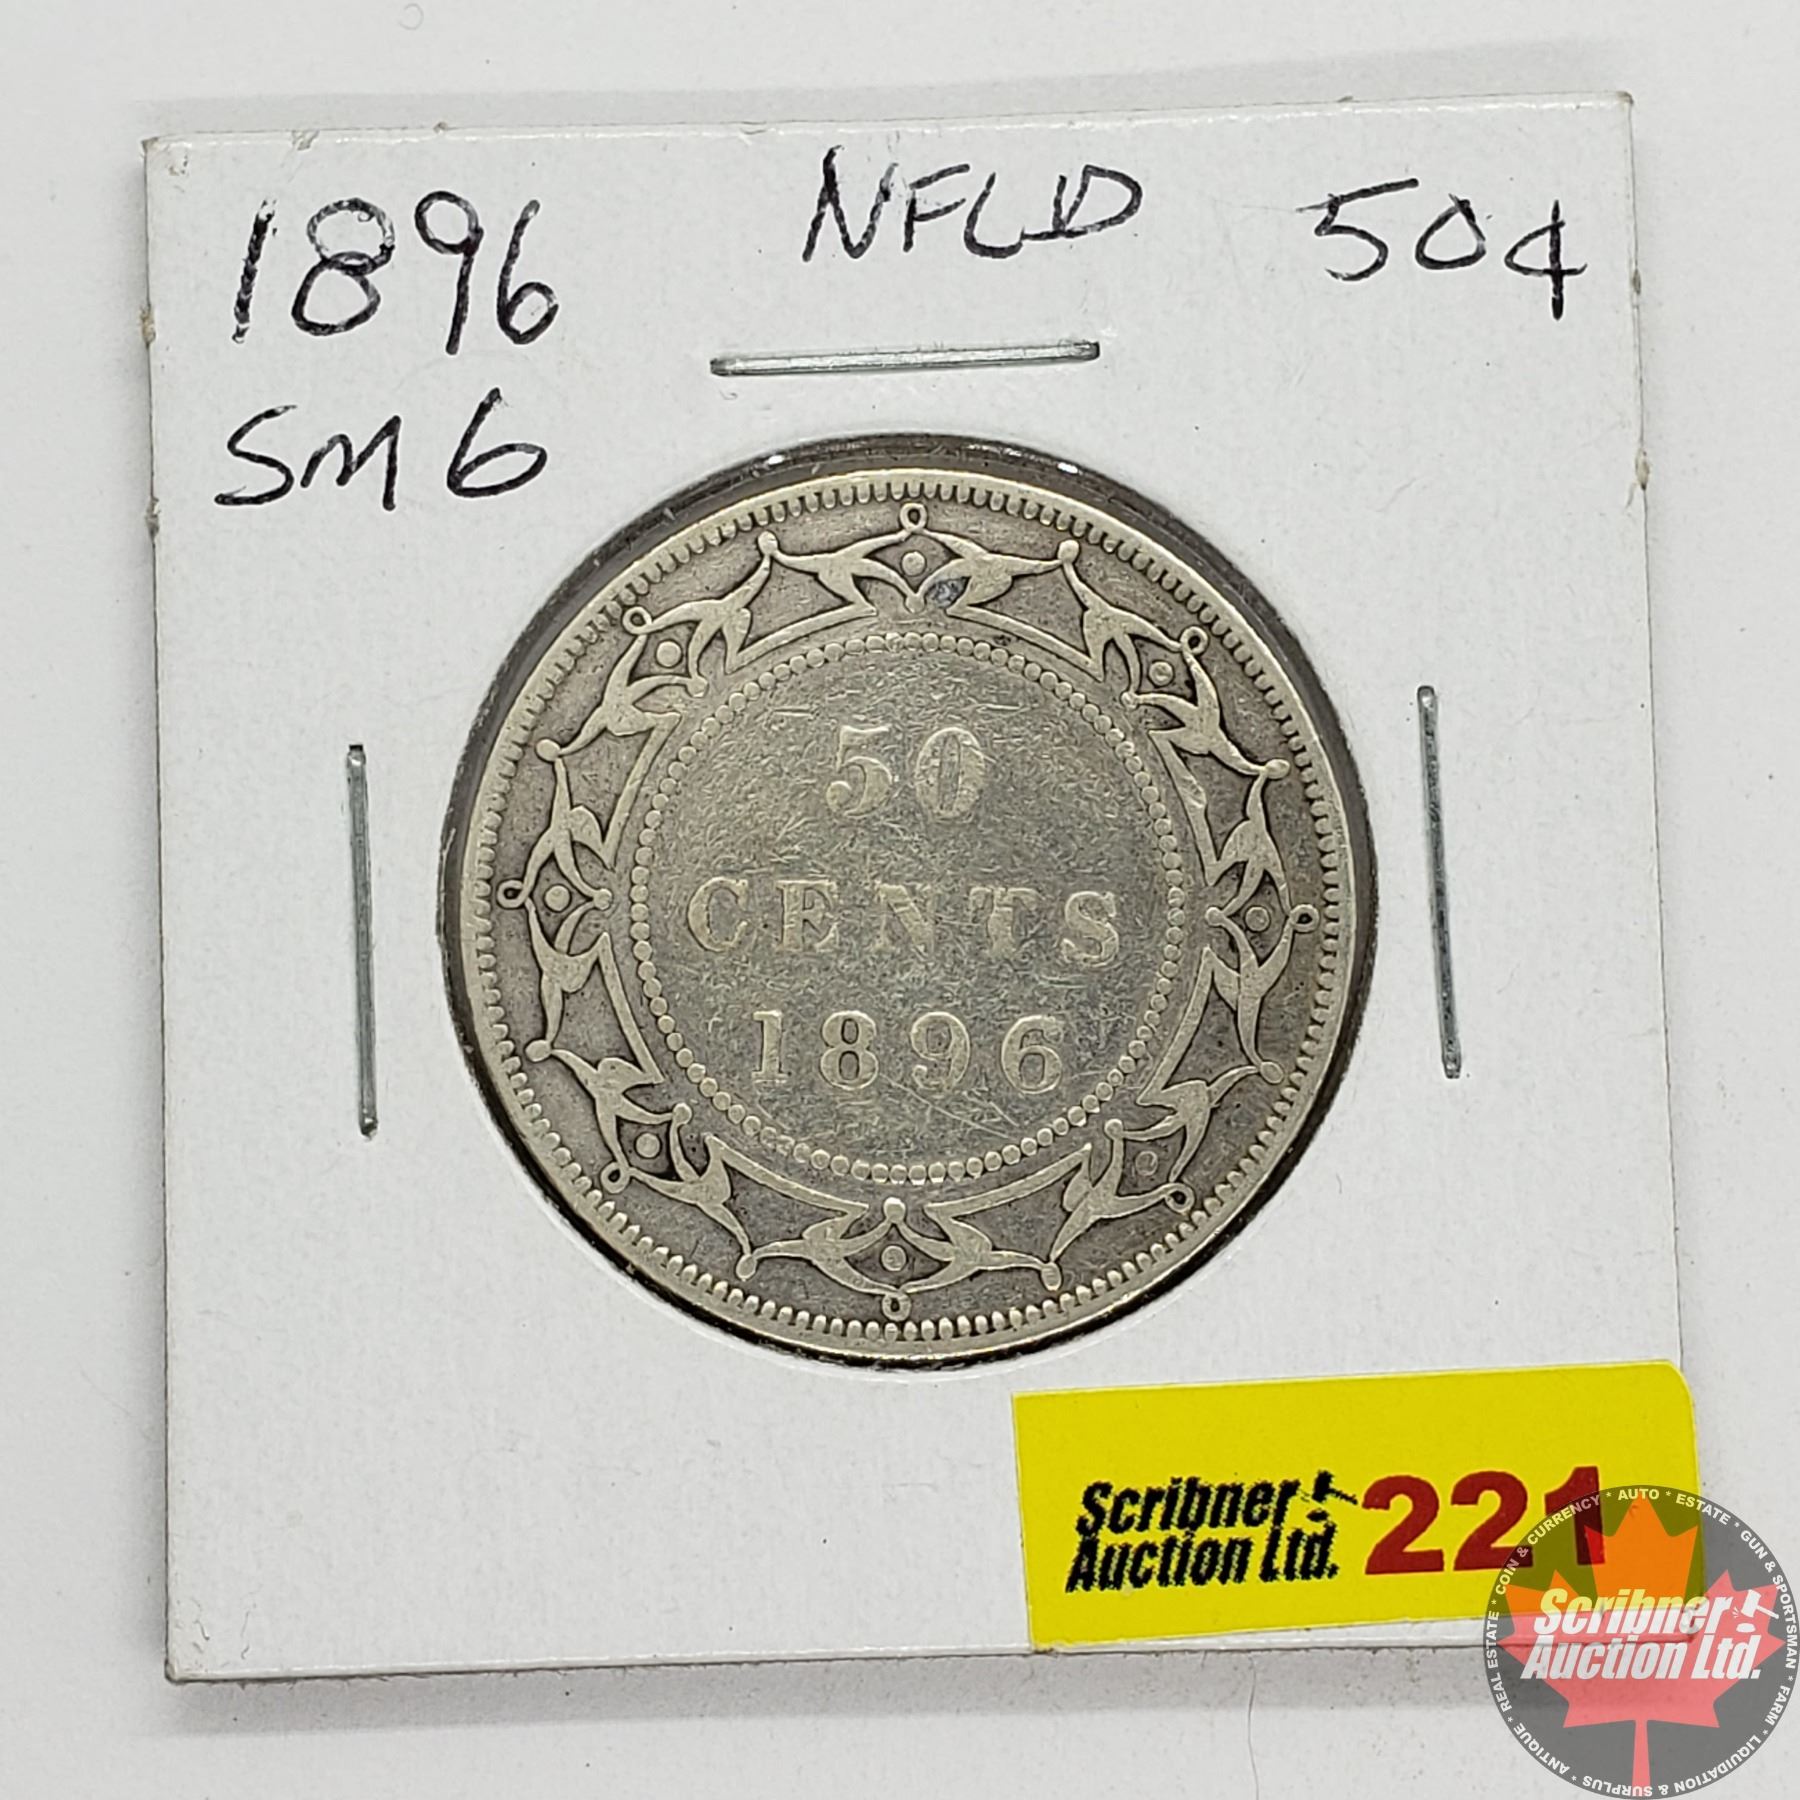 1896 NFLD 50¢
SM 6
50
CENTS
1896
Scribner
Auction Ltd.
221
COIN & CURRENCY * AUTO * ESTATE * GUN & SPORTSMAN * FARM * LIQUIDATION & SURPLUS * ANTIQUE * REAL ESTATE *
Scribner
Auction Ltd.